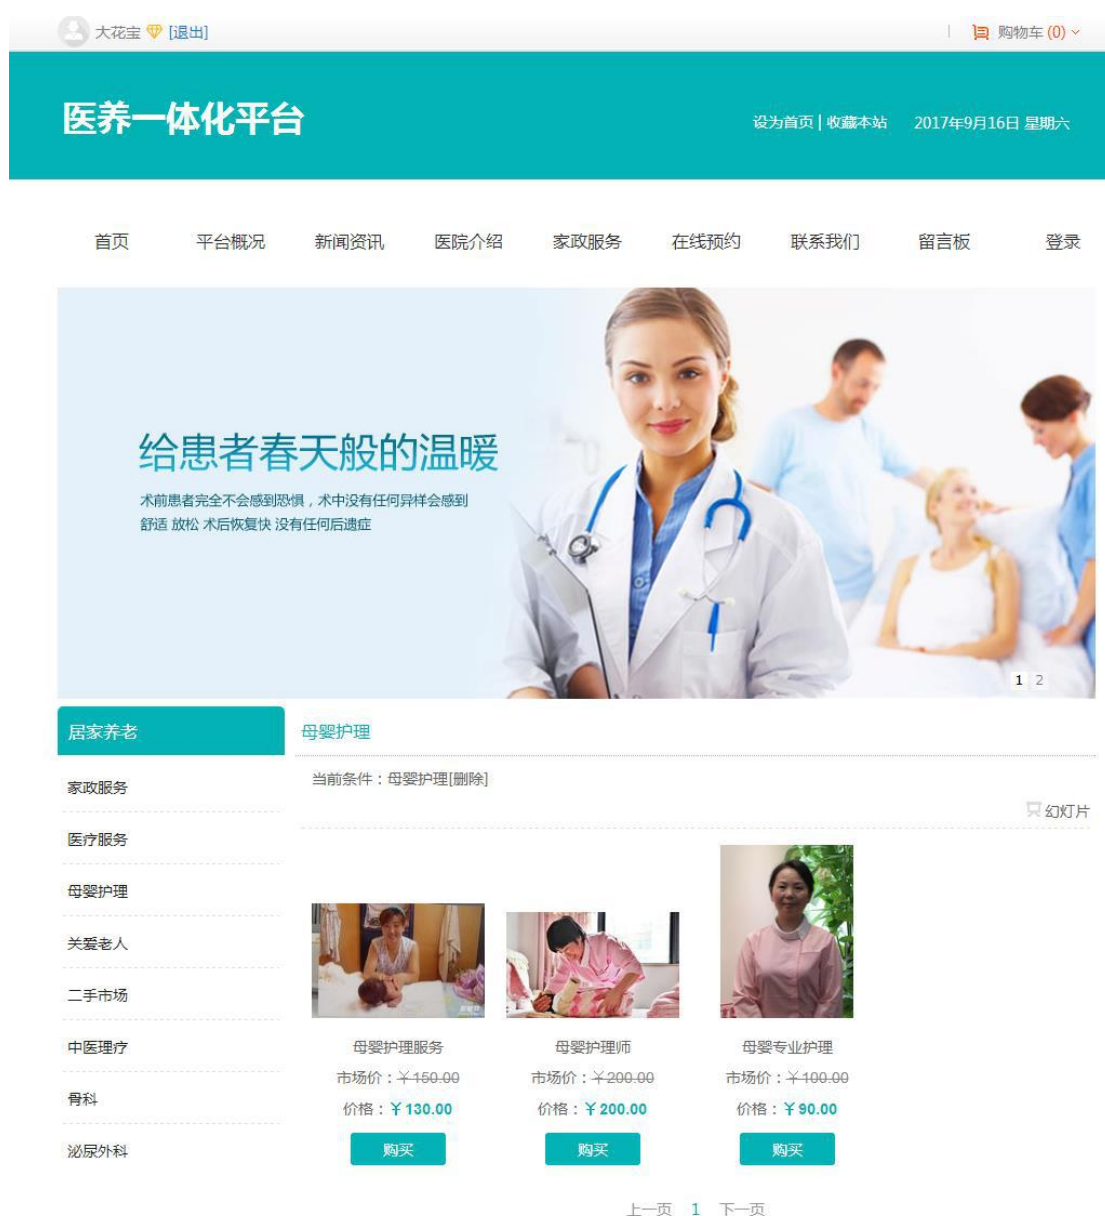 大花宝 [退出] | 购物车 (0)
医养一体化平台
设为首页 | 收藏本站 2017年9月16日 星期六
首页 平台概况 新闻资讯 医院介绍 家政服务 在线预约 联系我们 留言板 登录
给患者春天般的温暖
术前患者完全不会感到恐惧，术中没有任何异样会感到
舒适 放松 术后恢复快 没有任何后遗症
1 2
居家养老
家政服务
医疗服务
母婴护理
关爱老人
二手市场
中医理疗
骨科
泌尿外科
母婴护理
当前条件：母婴护理[删除]
幻灯片
母婴护理服务 母婴护理师 母婴专业护理
市场价：￥150.00 市场价：￥200.00 市场价：￥100.00
价格：￥130.00 价格：￥200.00 价格：￥90.00
购买 购买 购买
上一页 1 下一页